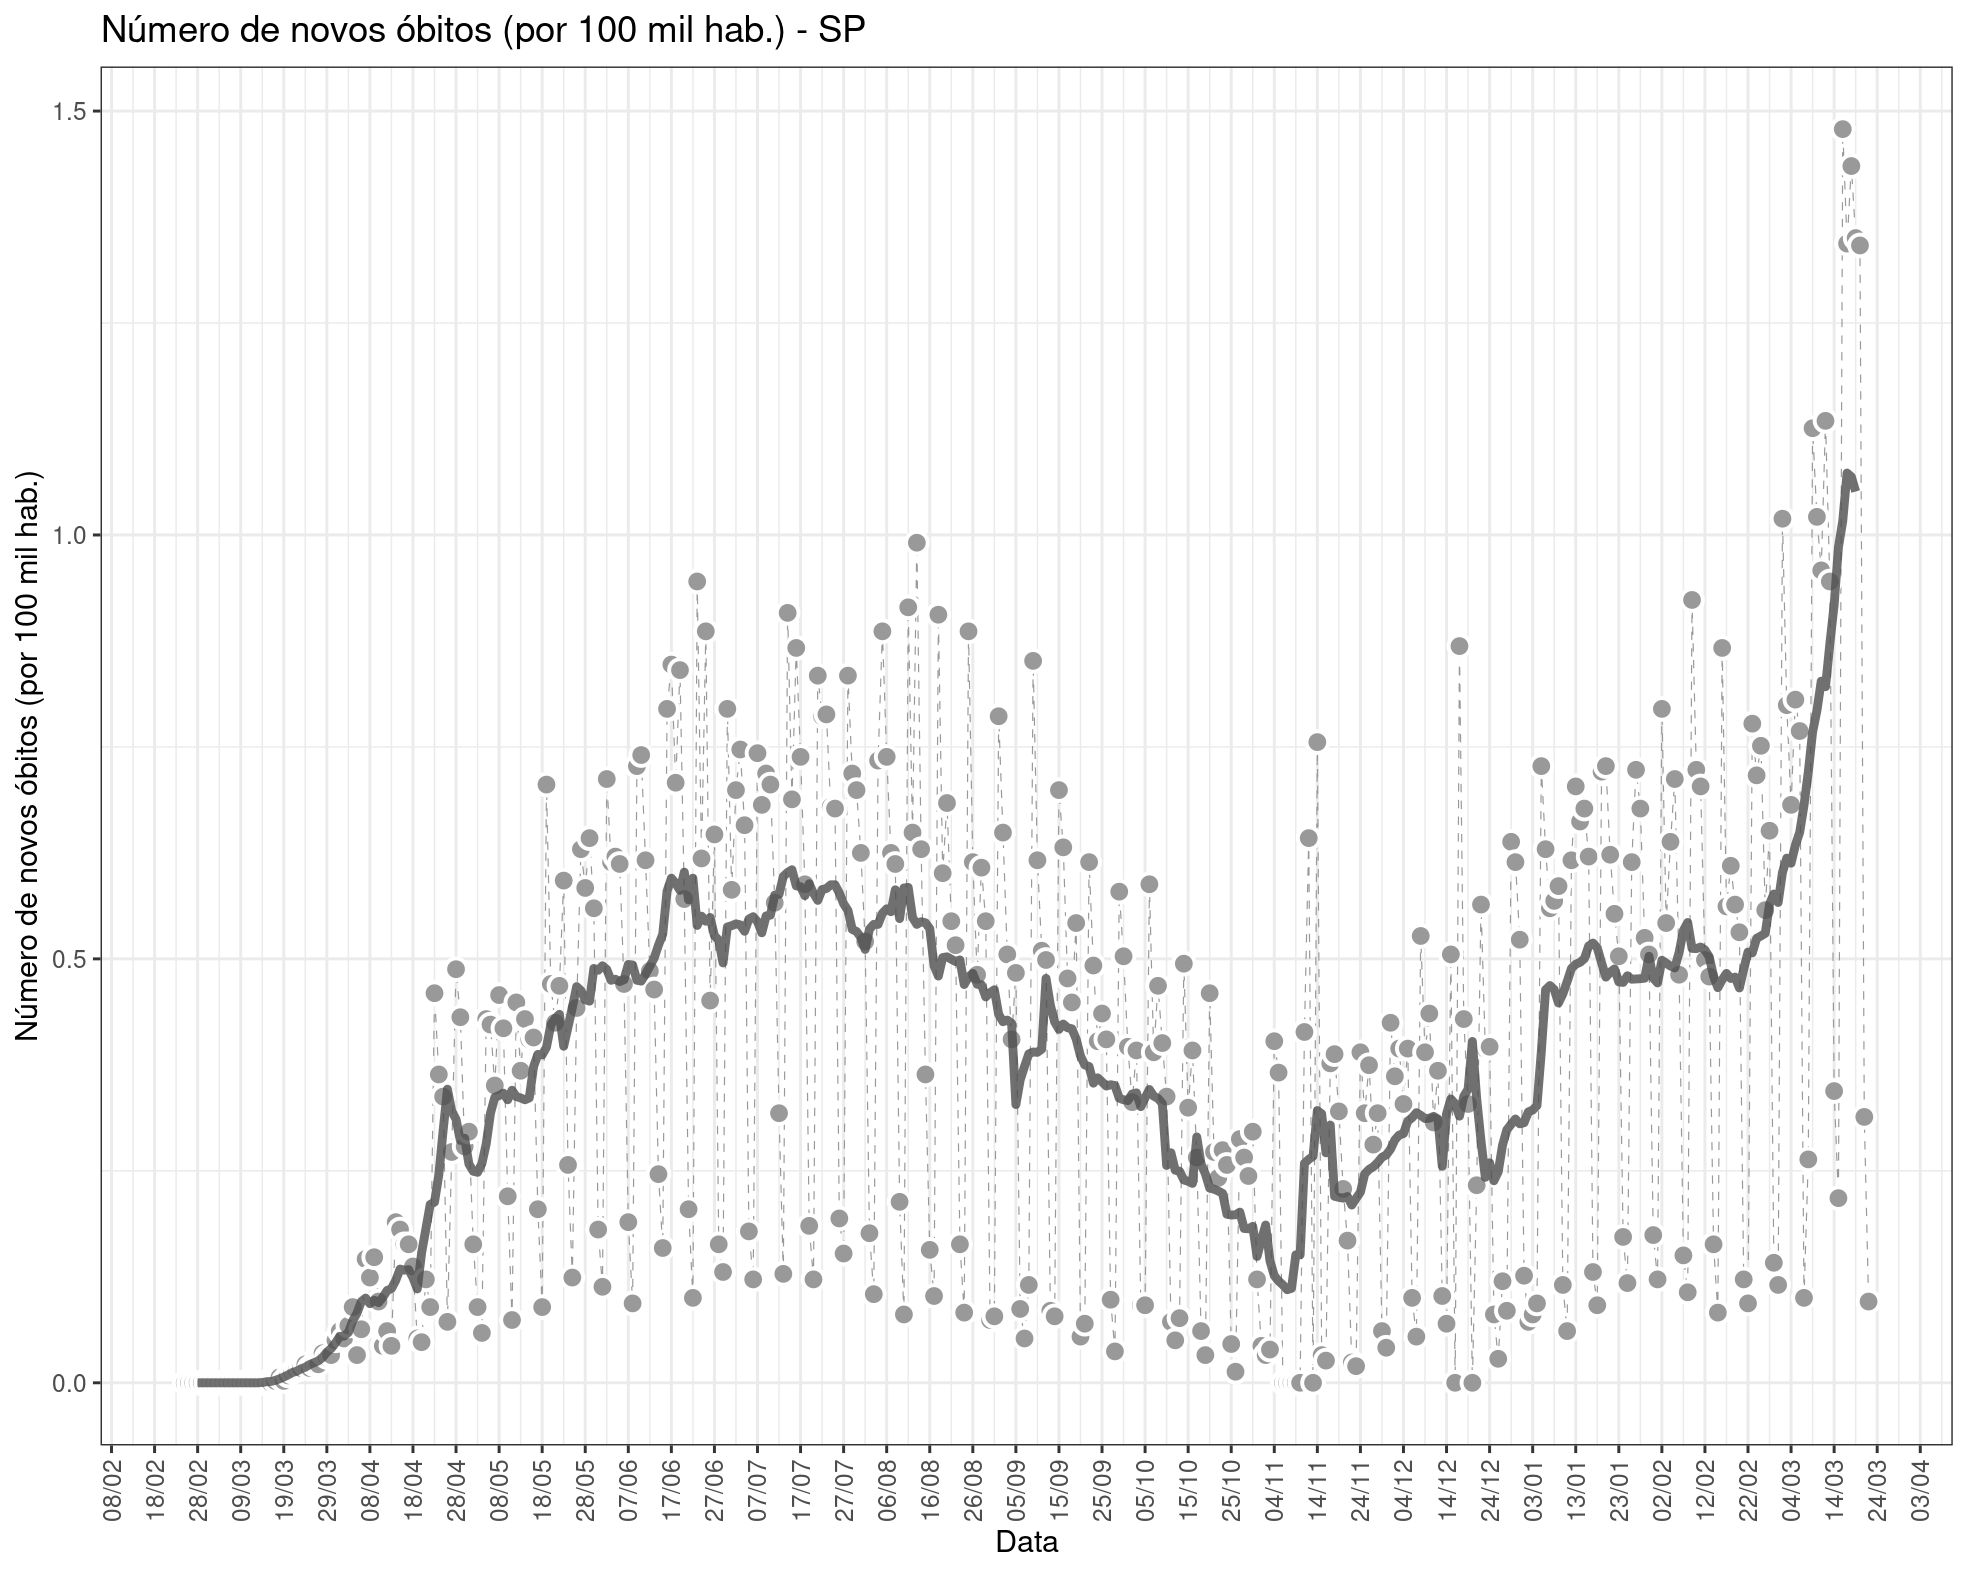 Número de novos óbitos (por 100 mil hab.) - SP
Número de novos óbitos (por 100 mil hab.)
1.5
1.0
0.5
0.0
08/02 18/02 28/02 09/03 19/03 29/03 08/04 18/04 28/04 08/05 18/05 28/05 07/06 17/06 27/06 07/07 17/07 27/07 06/08 16/08 26/08 05/09 15/09 25/09 05/10 15/10 25/10 04/11 14/11 24/11 04/12 14/12 24/12 03/01 13/01 23/01 02/02 12/02 22/02 04/03 14/03 24/03 03/04
Data